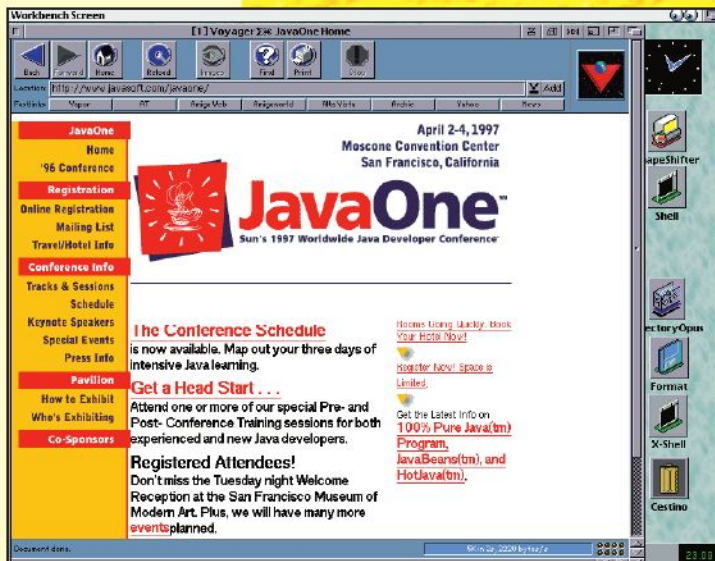 Workbench Screen
[1] Voyager Σ※ JavaOne Home
Back Forward Home Reload Images Find Print Stop
Location: http://www.javasoft.com/javaone/ Add
Fastlinks Vapor AT Amiga Web Amigaworld Alta Vista Archie Yahoo News
JavaOne
Home
'96 Conference
Registration
Online Registration
Mailing List
Travel/Hotel Info
Conference Info
Tracks & Sessions
Schedule
Keynote Speakers
Special Events
Press Info
Pavilion
How to Exhibit
Who's Exhibiting
Co-Sponsors
April 2-4, 1997
Moscone Convention Center
San Francisco, California
JavaOne™
Sun's 1997 Worldwide Java Developer Conference
The Conference Schedule
is now available. Map out your three days of
intensive Java learning.
Get a Head Start . . .
Attend one or more of our special Pre- and
Post- Conference Training sessions for both
experienced and new Java developers.
Registered Attendees!
Don't miss the Tuesday night Welcome
Reception at the San Francisco Museum of
Modern Art. Plus, we will have many more
events planned.
Rooms Going Quickly, Book
Your Hotel Now!
Register Now! Space is
Limited.
Get the Latest Info on
100% Pure Java(tm)
Program,
JavaBeans(tm), and
HotJava(tm).
Document done.
apeShifter
Shell
ectoryOpus
Format
X-Shell
Cestino
23:00